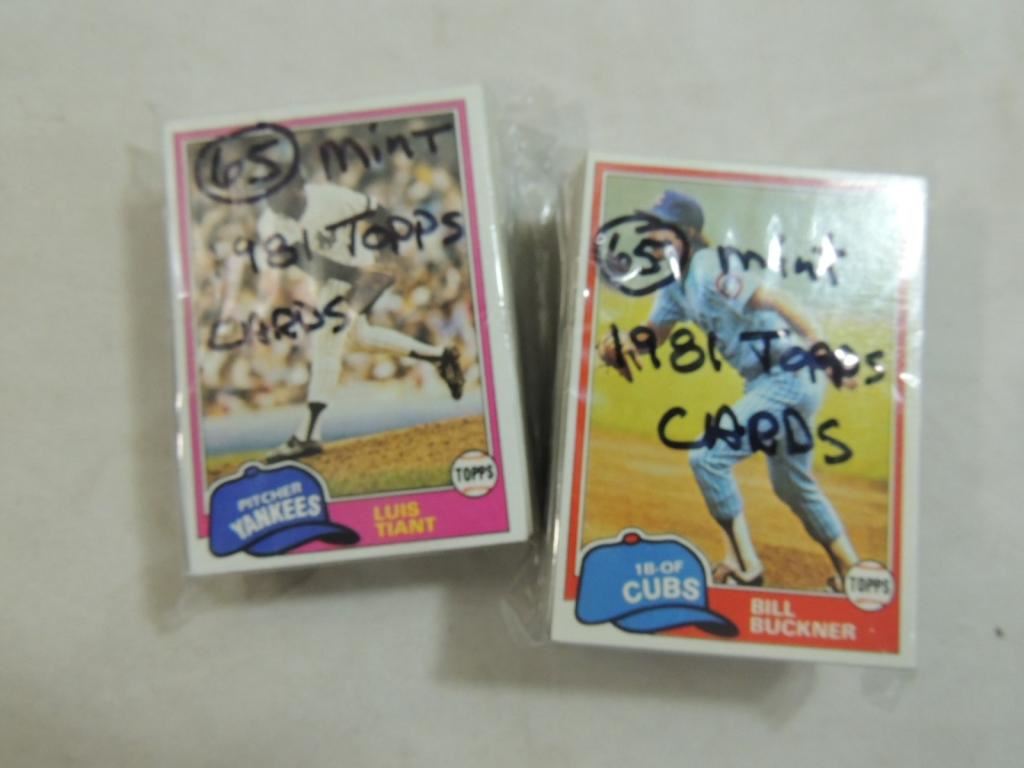 65 MINT
1981 TOPPS
CARDS
TOPPS
PITCHER
YANKEES
LUIS
TIANT
65 mint
1981 TOPPS
CARDS
TOPPS
1B-OF
CUBS
BILL
BUCKNER